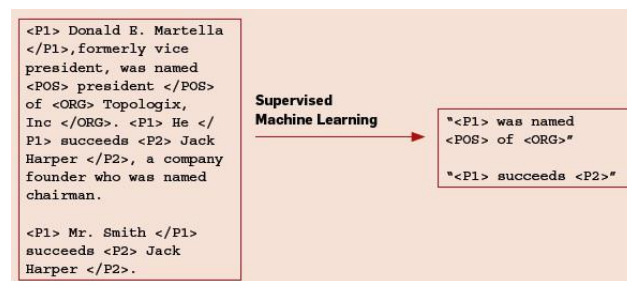 <P1> Donald E. Martella
</P1>,formerly vice
president, was named
<POS> president </POS>
of <ORG> Topologix,
Inc </ORG>. <P1> He </
P1> succeeds <P2> Jack
Harper </P2>, a company
founder who was named
chairman.
<P1> Mr. Smith </P1>
succeeds <P2> Jack
Harper </P2>.
Supervised
Machine Learning
"<P1> was named
<POS> of <ORG>"
"<P1> succeeds <P2>"